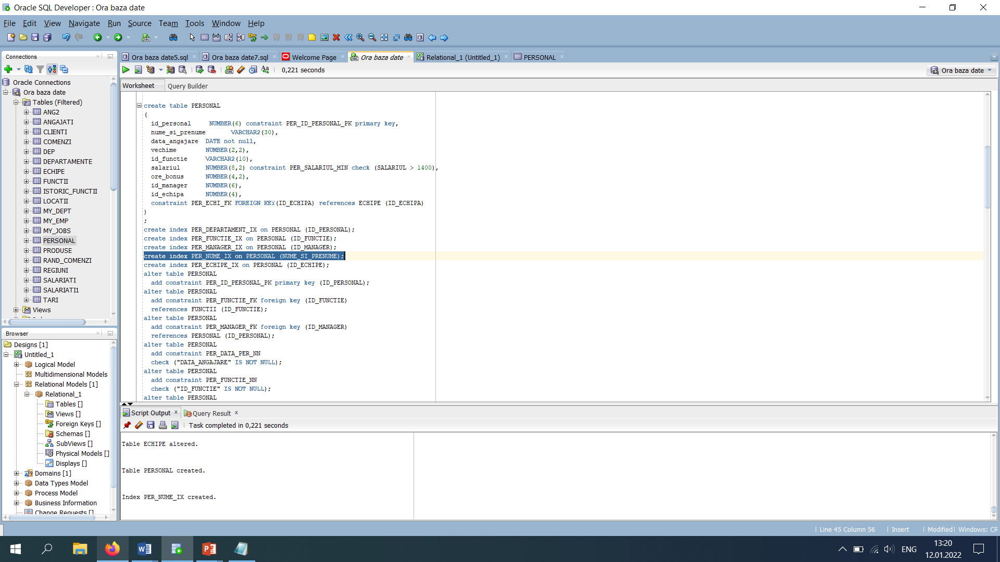 Oracle SQL Developer : Ora baza date
File Edit View Navigate Run Source Team Tools Window Help
Connections
Ora baza date5.sql Ora baza date7.sql Welcome Page Ora baza date Relational_1 (Untitled_1) PERSONAL
0,221 seconds
Ora baza date
Worksheet Query Builder
Oracle Connections
Ora baza date
Tables (Filtered)
ANG2
ANGAJATI
CLIENTI
COMENZI
DEP
DEPARTAMENTE
ECHIPE
FUNCTII
ISTORIC_FUNCTII
LOCATII
MY_DEPT
MY_EMP
MY_JOBS
PERSONAL
PRODUSE
RAND_COMENZI
REGIUNI
SALARIATI
SALARIATI1
TARI
Views
create table PERSONAL
(
id_personal NUMBER(6) constraint PER_ID_PERSONAL_PK primary key,
nume_si_prenume VARCHAR2(30),
data_angajare DATE not null,
vechime NUMBER(2,2),
id_functie VARCHAR2(10),
salariul NUMBER(8,2) constraint PER_SALARIUL_MIN check (SALARIUL > 1400),
ore_bonus NUMBER(4,2),
id_manager NUMBER(6),
id_echipa NUMBER(4),
constraint PER_ECHI_FK FOREIGN KEY(ID_ECHIPA) references ECHIPE (ID_ECHIPA)
)
;
create index PER_DEPARTAMENT_IX on PERSONAL (ID_PERSONAL);
create index PER_FUNCTIE_IX on PERSONAL (ID_FUNCTIE);
create index PER_MANAGER_IX on PERSONAL (ID_MANAGER);
create index PER_NUME_IX on PERSONAL (NUME_SI_PRENUME);
create index PER_ECHIPE_IX on PERSONAL (ID_ECHIPE);
alter table PERSONAL
add constraint PER_ID_PERSONAL_PK primary key (ID_PERSONAL);
alter table PERSONAL
add constraint PER_FUNCTIE_FK foreign key (ID_FUNCTIE)
references FUNCTII (ID_FUNCTIE);
alter table PERSONAL
add constraint PER_MANAGER_FK foreign key (ID_MANAGER)
references PERSONAL (ID_PERSONAL);
alter table PERSONAL
add constraint PER_DATA_PER_NN
check ("DATA_ANGAJARE" IS NOT NULL);
alter table PERSONAL
add constraint PER_FUNCTIE_NN
check ("ID_FUNCTIE" IS NOT NULL);
alter table PERSONAL
Browser
Designs [1]
Untitled_1
Logical Model
Multidimensional Models
Relational Models [1]
Relational_1
Tables []
Views []
Foreign Keys []
Schemas []
SubViews []
Physical Models []
Displays []
Domains [1]
Data Types Model
Process Model
Business Information
Change Requests []
Script Output Query Result
Task completed in 0,221 seconds
Table ECHIPE altered.
Table PERSONAL created.
Index PER_NUME_IX created.
Line 45 Column 56 Insert Modified Windows: CR
ENG
13:20
12.01.2022